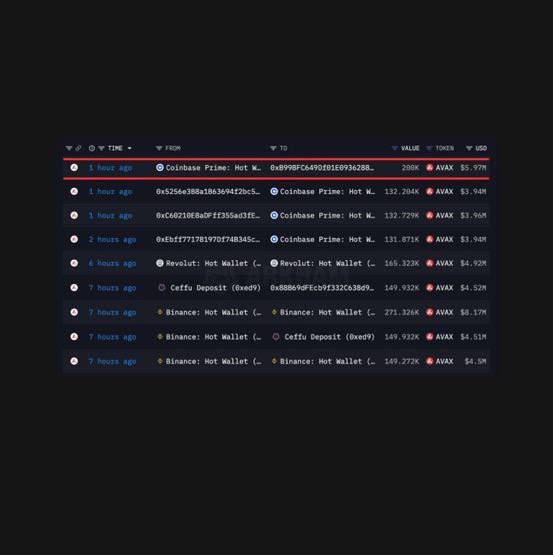 TIME FROM TO VALUE TOKEN USD
1 hour ago Coinbase Prime: Hot W… 0xB99BFC6490f01E0936288… 200K AVAX $5.97M
1 hour ago 0x5256e3B8a1B63694f2bc5… Coinbase Prime: Hot W… 132.204K AVAX $3.94M
1 hour ago 0xC60210E8aDFff355ad3fE… Coinbase Prime: Hot W… 132.729K AVAX $3.96M
2 hours ago 0xEbff77178197Df74B345c… Coinbase Prime: Hot W… 131.871K AVAX $3.94M
6 hours ago Revolut: Hot Wallet (… Revolut: Hot Wallet (… 165.323K AVAX $4.92M
7 hours ago Ceffu Deposit (0xed9) 0x88B69dFEcb9f332C638d9… 149.932K AVAX $4.52M
7 hours ago Binance: Hot Wallet (… Binance: Hot Wallet (… 271.326K AVAX $8.17M
7 hours ago Binance: Hot Wallet (… Ceffu Deposit (0xed9) 149.932K AVAX $4.51M
7 hours ago Binance: Hot Wallet (… Binance: Hot Wallet (… 149.272K AVAX $4.5M
ARKHAM